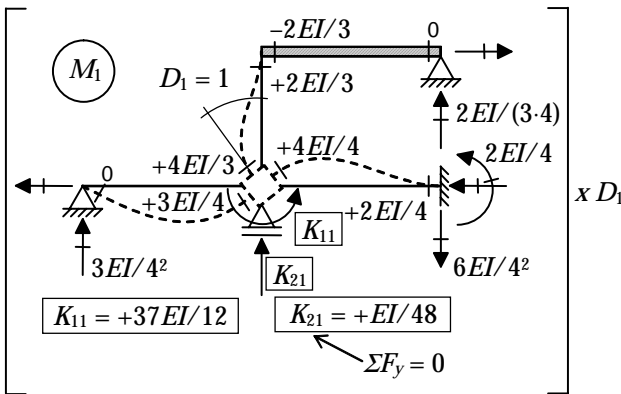 −2EI/3
0
M₁
D₁ = 1
+2EI/3
2EI/(3·4)
+4EI/4
2EI/4
0
+4EI/3
+3EI/4
+2EI/4
x D₁
K₁₁
K₂₁
3EI/4²
6EI/4²
K₁₁ = +37EI/12
K₂₁ = +EI/48
ΣFᵧ = 0